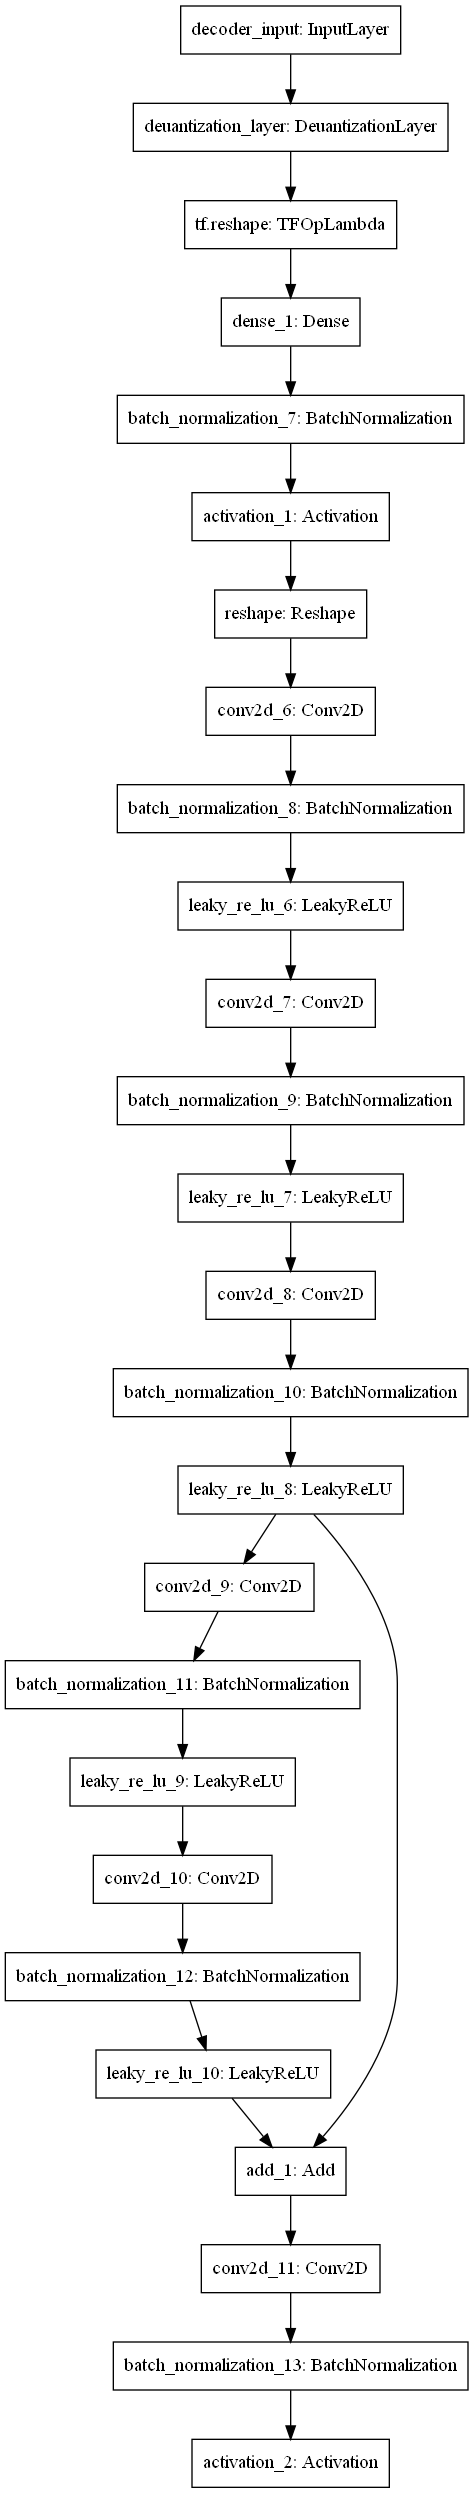 decoder_input: InputLayer
deuantization_layer: DeuantizationLayer
tf.reshape: TFOpLambda
dense_1: Dense
batch_normalization_7: BatchNormalization
activation_1: Activation
reshape: Reshape
conv2d_6: Conv2D
batch_normalization_8: BatchNormalization
leaky_re_lu_6: LeakyReLU
conv2d_7: Conv2D
batch_normalization_9: BatchNormalization
leaky_re_lu_7: LeakyReLU
conv2d_8: Conv2D
batch_normalization_10: BatchNormalization
leaky_re_lu_8: LeakyReLU
conv2d_9: Conv2D
batch_normalization_11: BatchNormalization
leaky_re_lu_9: LeakyReLU
conv2d_10: Conv2D
batch_normalization_12: BatchNormalization
leaky_re_lu_10: LeakyReLU
add_1: Add
conv2d_11: Conv2D
batch_normalization_13: BatchNormalization
activation_2: Activation